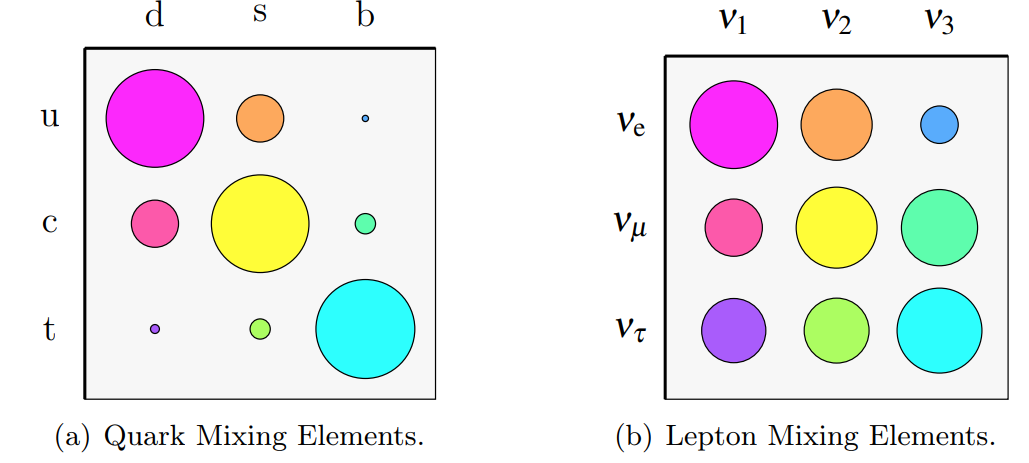 d s b
u
c
t
(a) Quark Mixing Elements.
ν1 ν2 ν3
νe
νμ
ντ
(b) Lepton Mixing Elements.